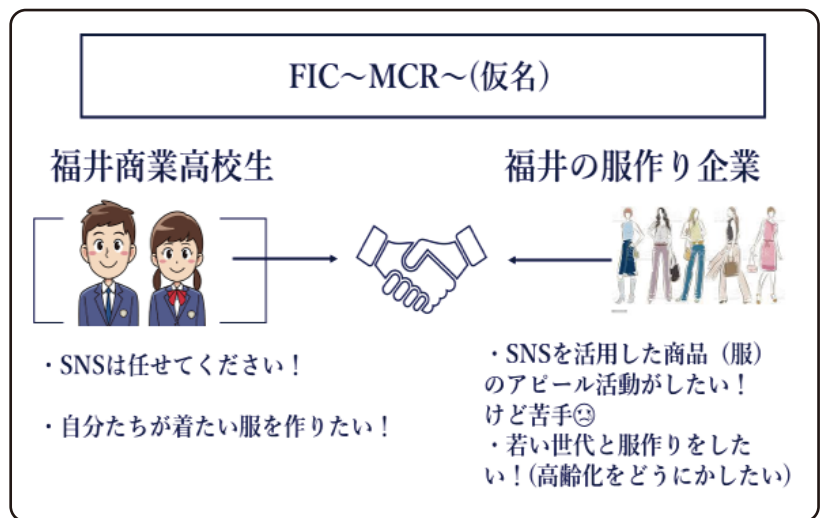 FIC～MCR～(仮名）
福井商業高校生
福井の服作り企業
・SNSは任せてください！
・自分たちが着たい服を作りたい！
・SNSを活用した商品（服）
のアピール活動がしたい！
けど苦手☹
・若い世代と服作りをした
い！(高齢化をどうにかしたい）